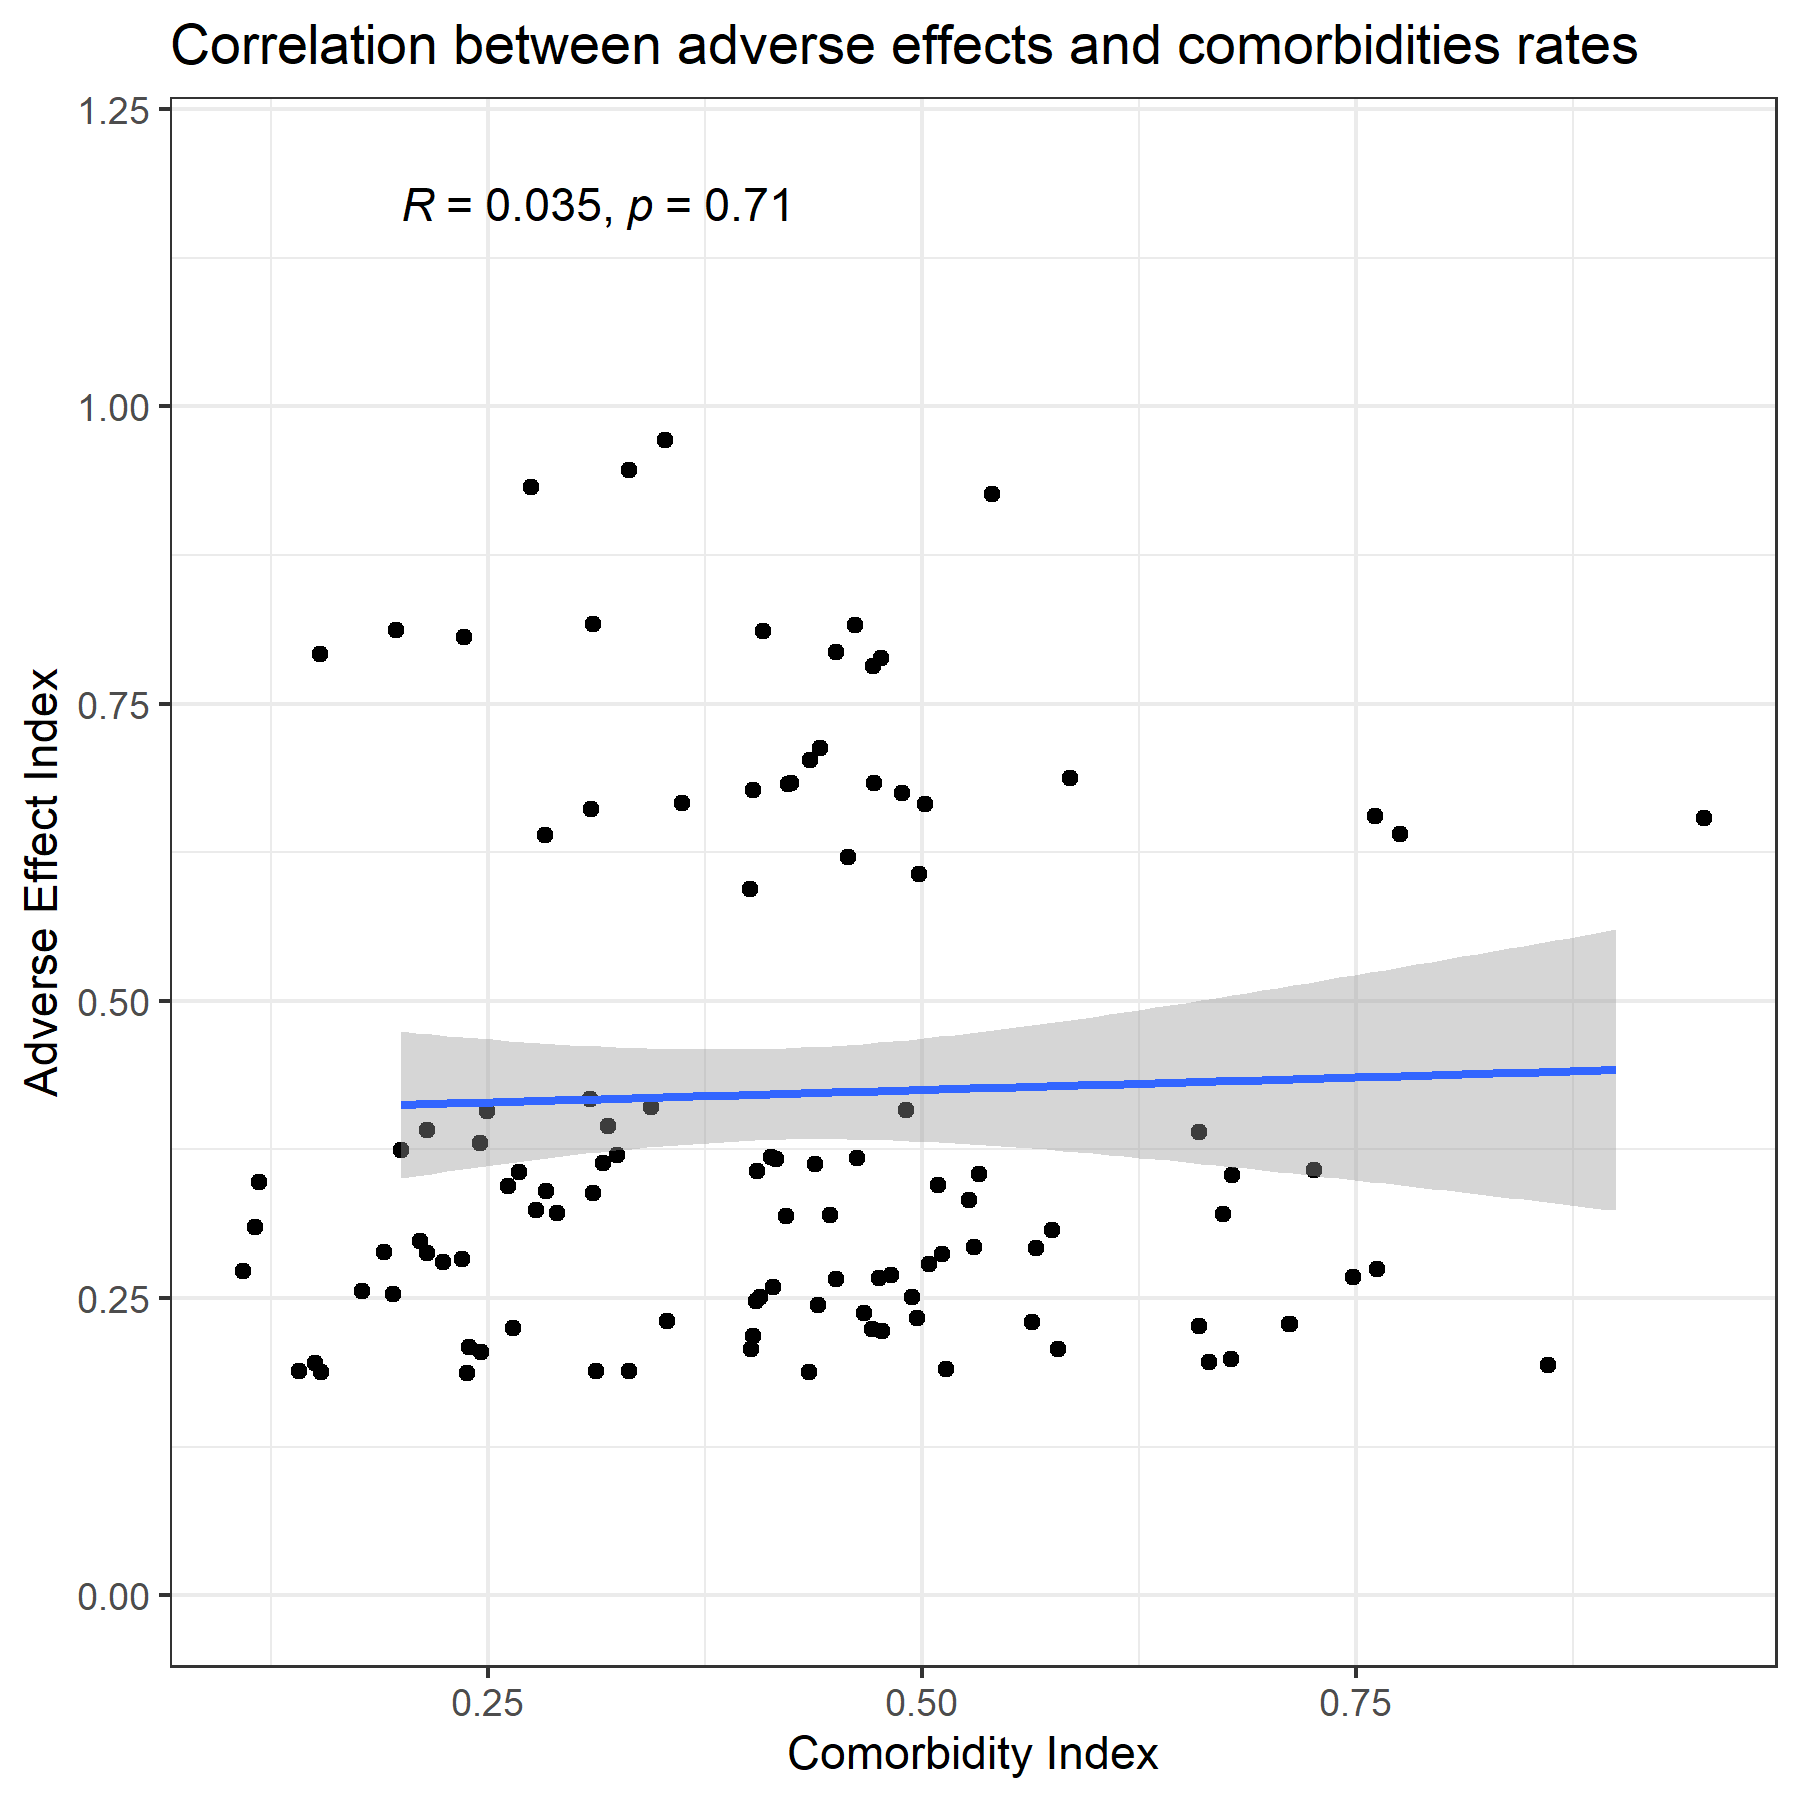 Correlation between adverse effects and comorbidities rates
1.25
R = 0.035, p = 0.71
1.00
0.75
0.50
0.25
0.00
Adverse Effect Index
0.25 0.50 0.75
Comorbidity Index